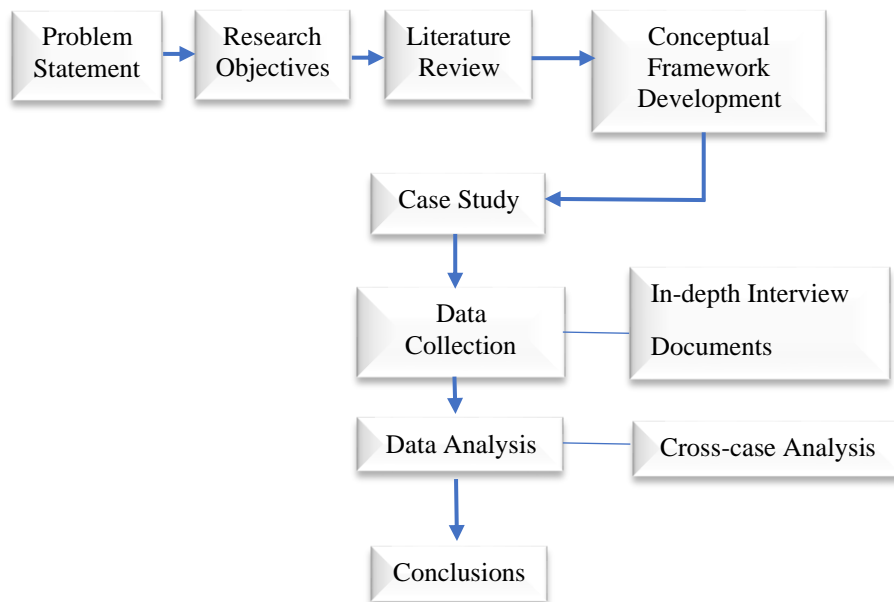 Problem
Statement
Research
Objectives
Literature
Review
Conceptual
Framework
Development
Case Study
Data
Collection
In-depth Interview
Documents
Data Analysis
Cross-case Analysis
Conclusions